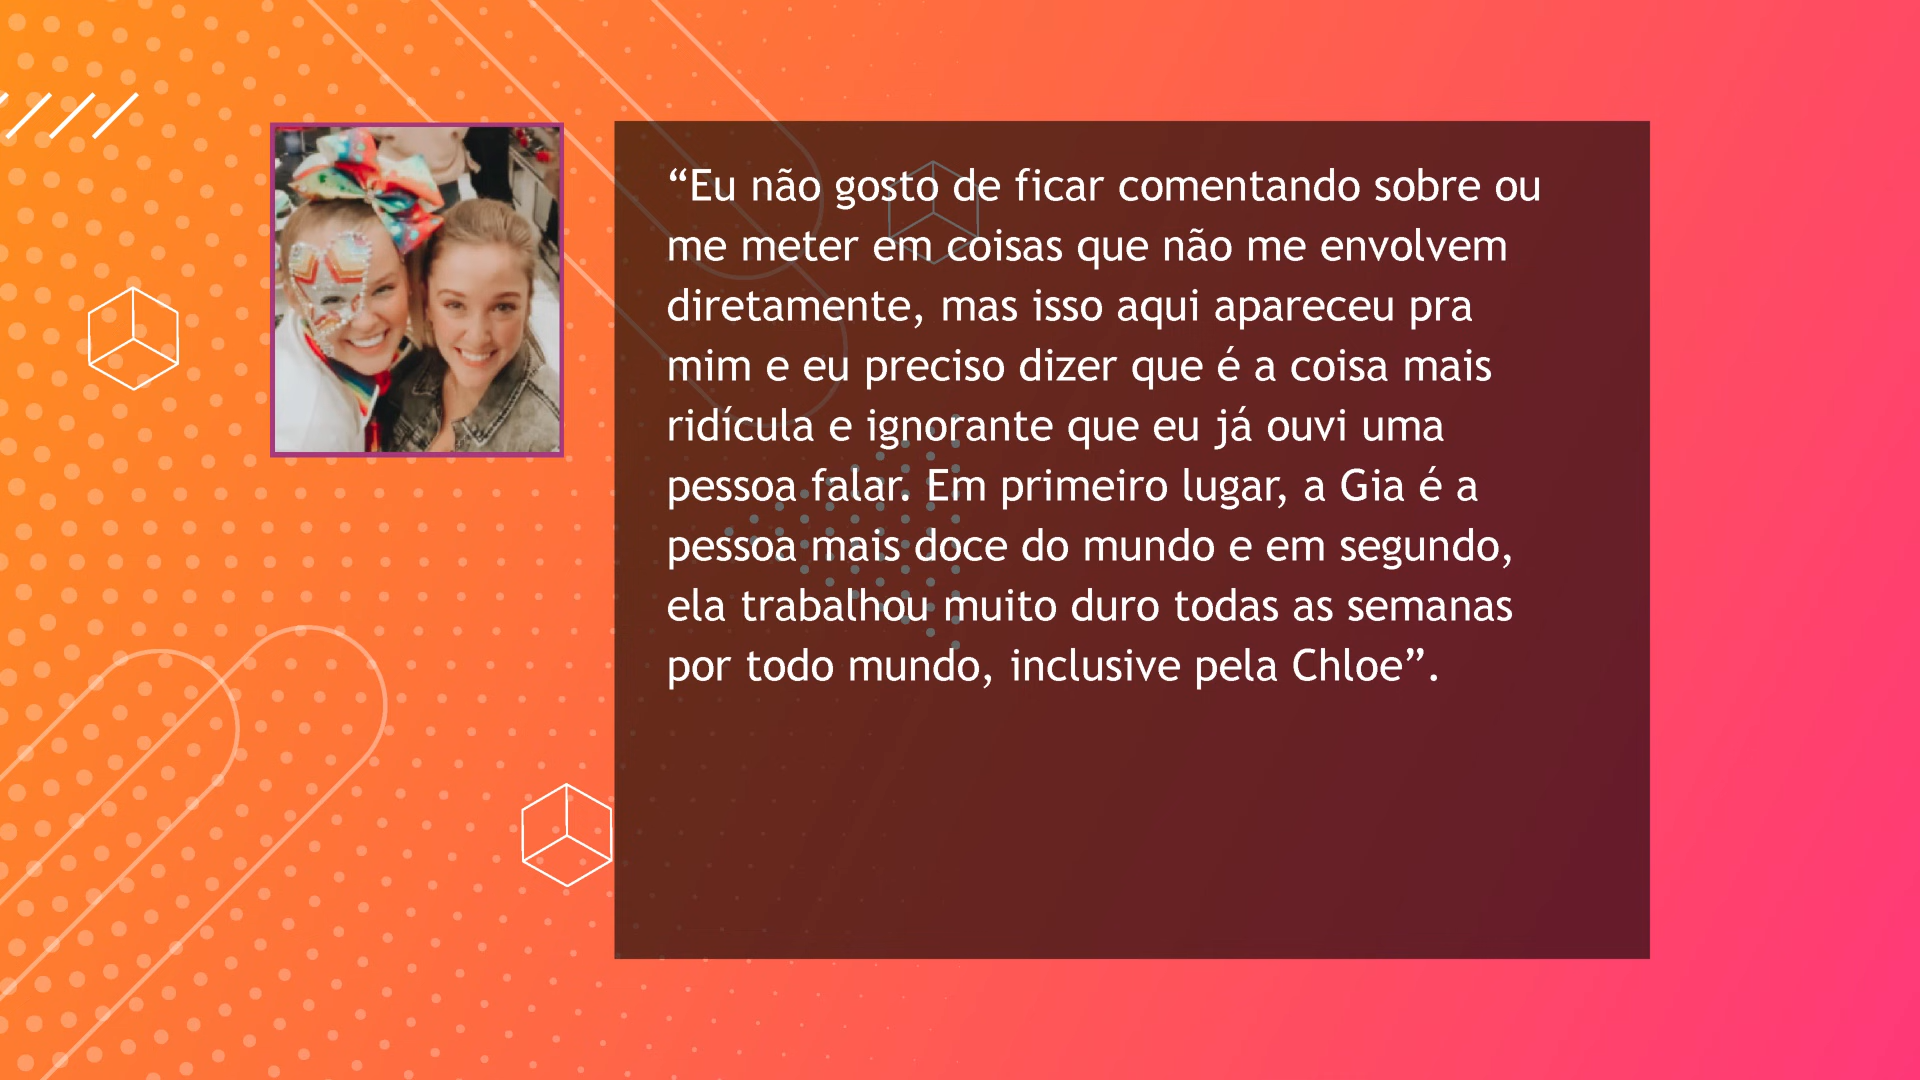 “Eu não gosto de ficar comentando sobre ou
me meter em coisas que não me envolvem
diretamente, mas isso aqui apareceu pra
mim e eu preciso dizer que é a coisa mais
ridícula e ignorante que eu já ouvi uma
pessoa falar. Em primeiro lugar, a Gia é a
pessoa mais doce do mundo e em segundo,
ela trabalhou muito duro todas as semanas
por todo mundo, inclusive pela Chloe”.